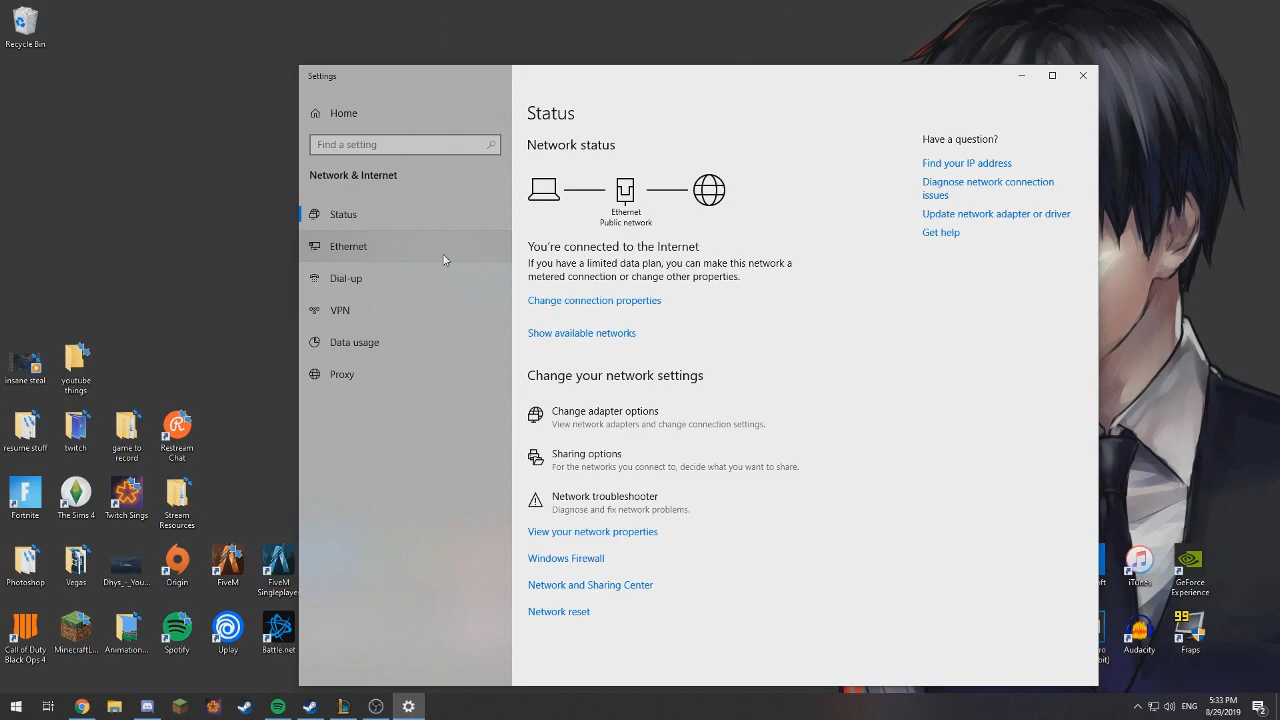 Recycle Bin
Settings
Home
Find a setting
Network & Internet
Status
Ethernet
Dial-up
VPN
Data usage
Proxy
Status
Network status
Ethernet
Public network
You're connected to the Internet
If you have a limited data plan, you can make this network a
metered connection or change other properties.
Change connection properties
Show available networks
Change your network settings
Change adapter options
View network adapters and change connection settings.
Sharing options
For the networks you connect to, decide what you want to share.
Network troubleshooter
Diagnose and fix network problems.
View your network properties
Windows Firewall
Network and Sharing Center
Network reset
Have a question?
Find your IP address
Diagnose network connection
issues
Update network adapter or driver
Get help
insane steal
youtube
things
resume stuff
twitch
game to
record
Restream
Chat
Fortnite
The Sims 4
Twitch Sings
Stream
Resources
Photoshop
Vegas
Dhys_-_You...
Origin
FiveM
FiveM
Singleplayer
Call of Duty
Black Ops 4
MinecraftL...
Animation...
Spotify
Uplay
Battle.net
iTunes
GeForce
Experience
Audacity
99
Fraps
ENG
5:33 PM
8/29/2019
2